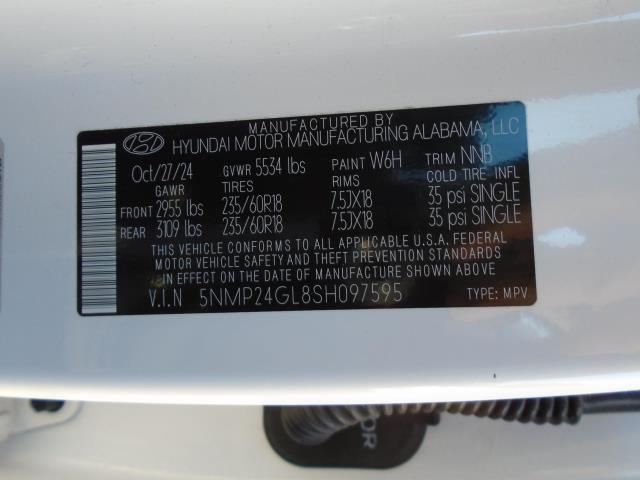 MANUFACTURED BY
HYUNDAI MOTOR MANUFACTURING ALABAMA, LLC
Oct/27/24 GVWR 5534 lbs PAINT W6H TRIM NNB
GAWR TIRES RIMS COLD TIRE INFL
FRONT 2955 lbs 235/60R18 7.5JX18 35 psi SINGLE
REAR 3109 lbs 235/60R18 7.5JX18 35 psi SINGLE
THIS VEHICLE CONFORMS TO ALL APPLICABLE U.S.A. FEDERAL
MOTOR VEHICLE SAFETY AND THEFT PREVENTION STANDARDS
IN EFFECT ON THE DATE OF MANUFACTURE SHOWN ABOVE.
V.I.N 5NMP24GL8SH097595 TYPE: MPV